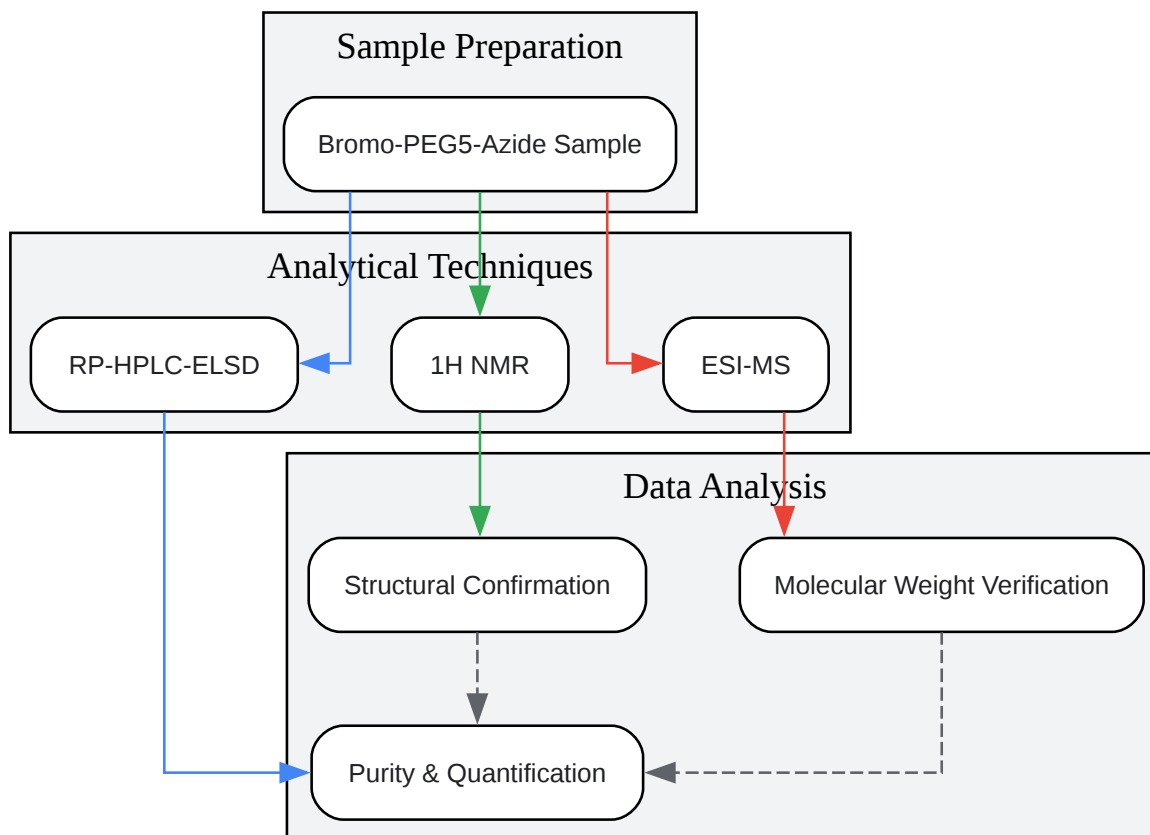 Sample Preparation
Bromo-PEG5-Azide Sample
Analytical Techniques
RP-HPLC-ELSD
1H NMR
ESI-MS
Data Analysis
Structural Confirmation
Molecular Weight Verification
Purity & Quantification